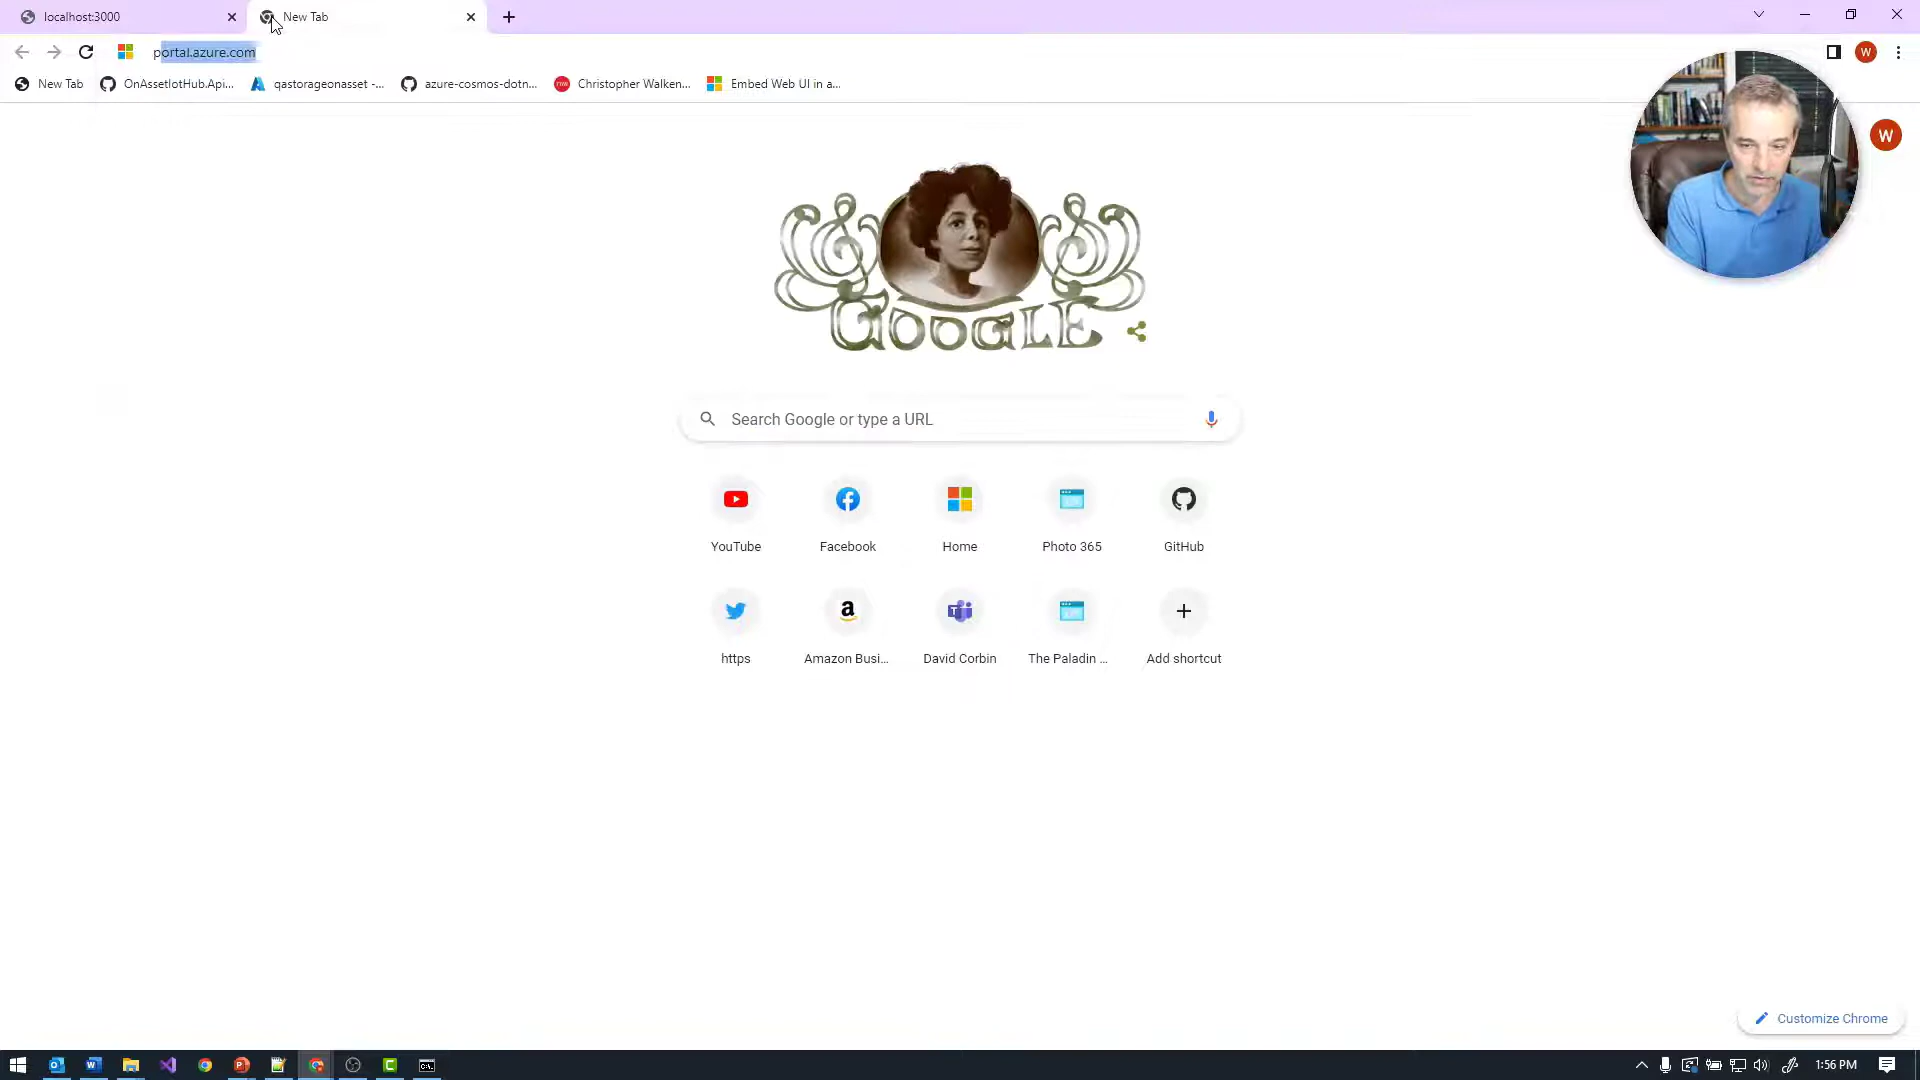 localhost:3000
New Tab
portal.azure.com
W
New Tab
OnAssetIotHub.Api...
qastorageonasset -...
azure-cosmos-dotn...
Christopher Walken...
Embed Web UI in a...
W
GOOGLE
Search Google or type a URL
YouTube
Facebook
Home
Photo 365
GitHub
https
Amazon Busi...
David Corbin
The Paladin ...
Add shortcut
Customize Chrome
1:56 PM